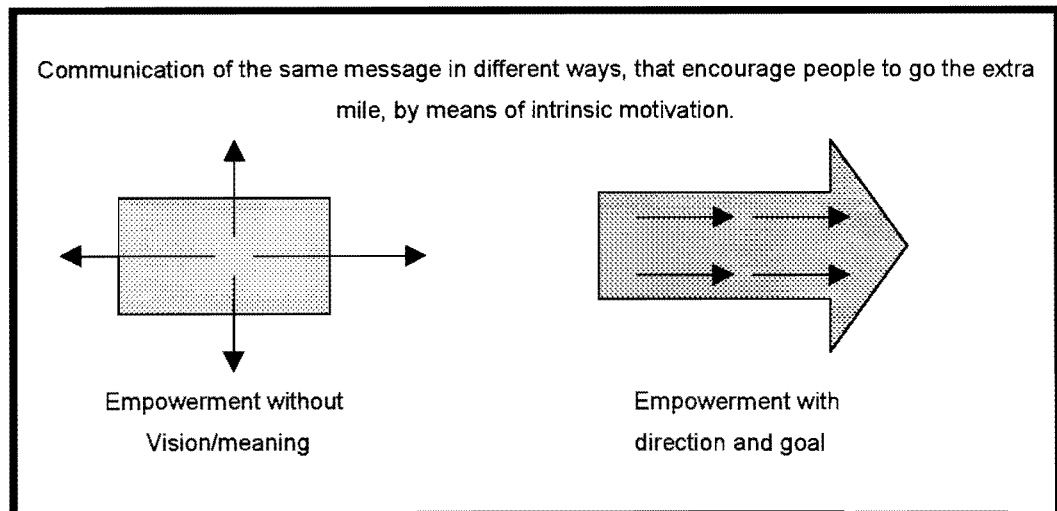 Communication of the same message in different ways, that encourage people to go the extra
mile, by means of intrinsic motivation.
Empowerment without
Vision/meaning
Empowerment with
direction and goal